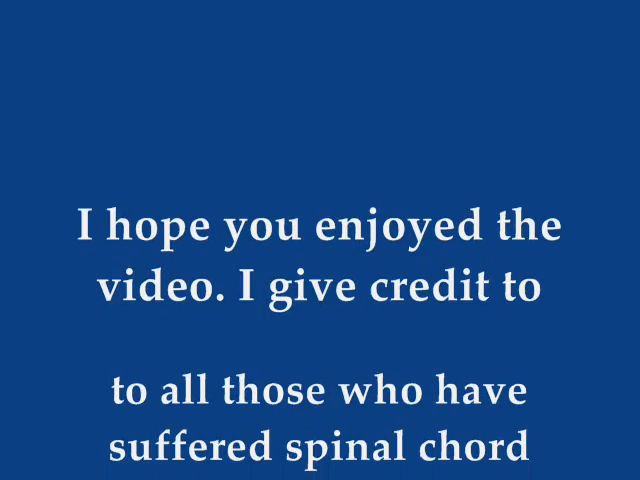 I hope you enjoyed the
video. I give credit to
to all those who have
suffered spinal chord